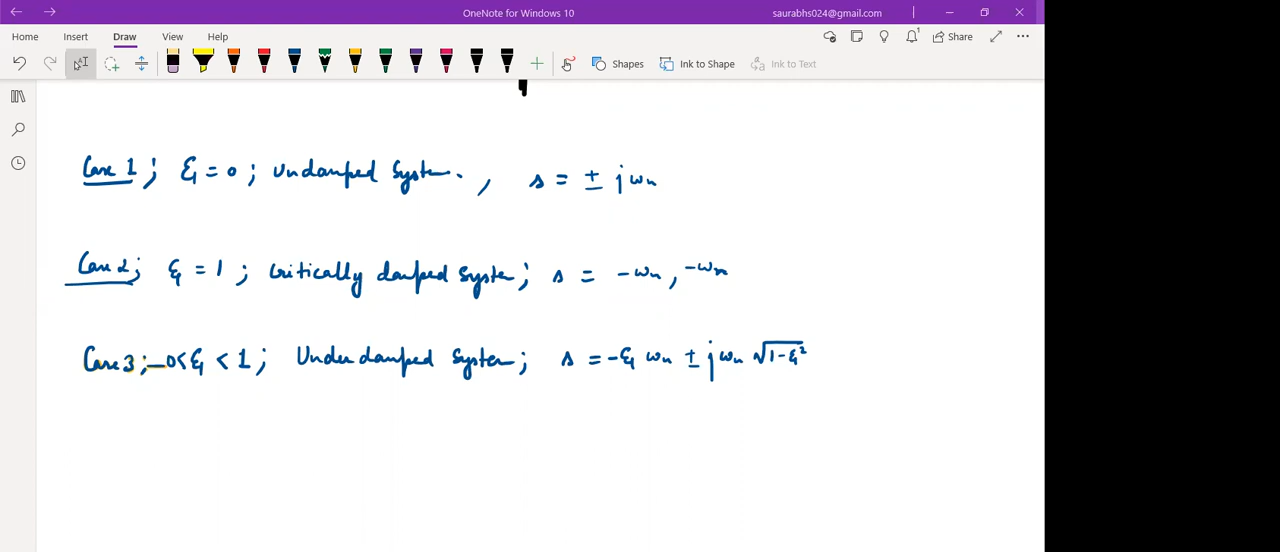 OneNote for Windows 10
saurabhs024@gmail.com
Home Insert Draw View Help
Shapes Ink to Shape Ink to Text Share
Case 1; ξ = 0; Undamped System., s = ± jωn
Case 2; ξ = 1; Critically damped System; s = -ωn, -ωn
Case 3; 0< ξ < 1; Underdamped System; s = -ξ ωn ± jωn √1-ξ²